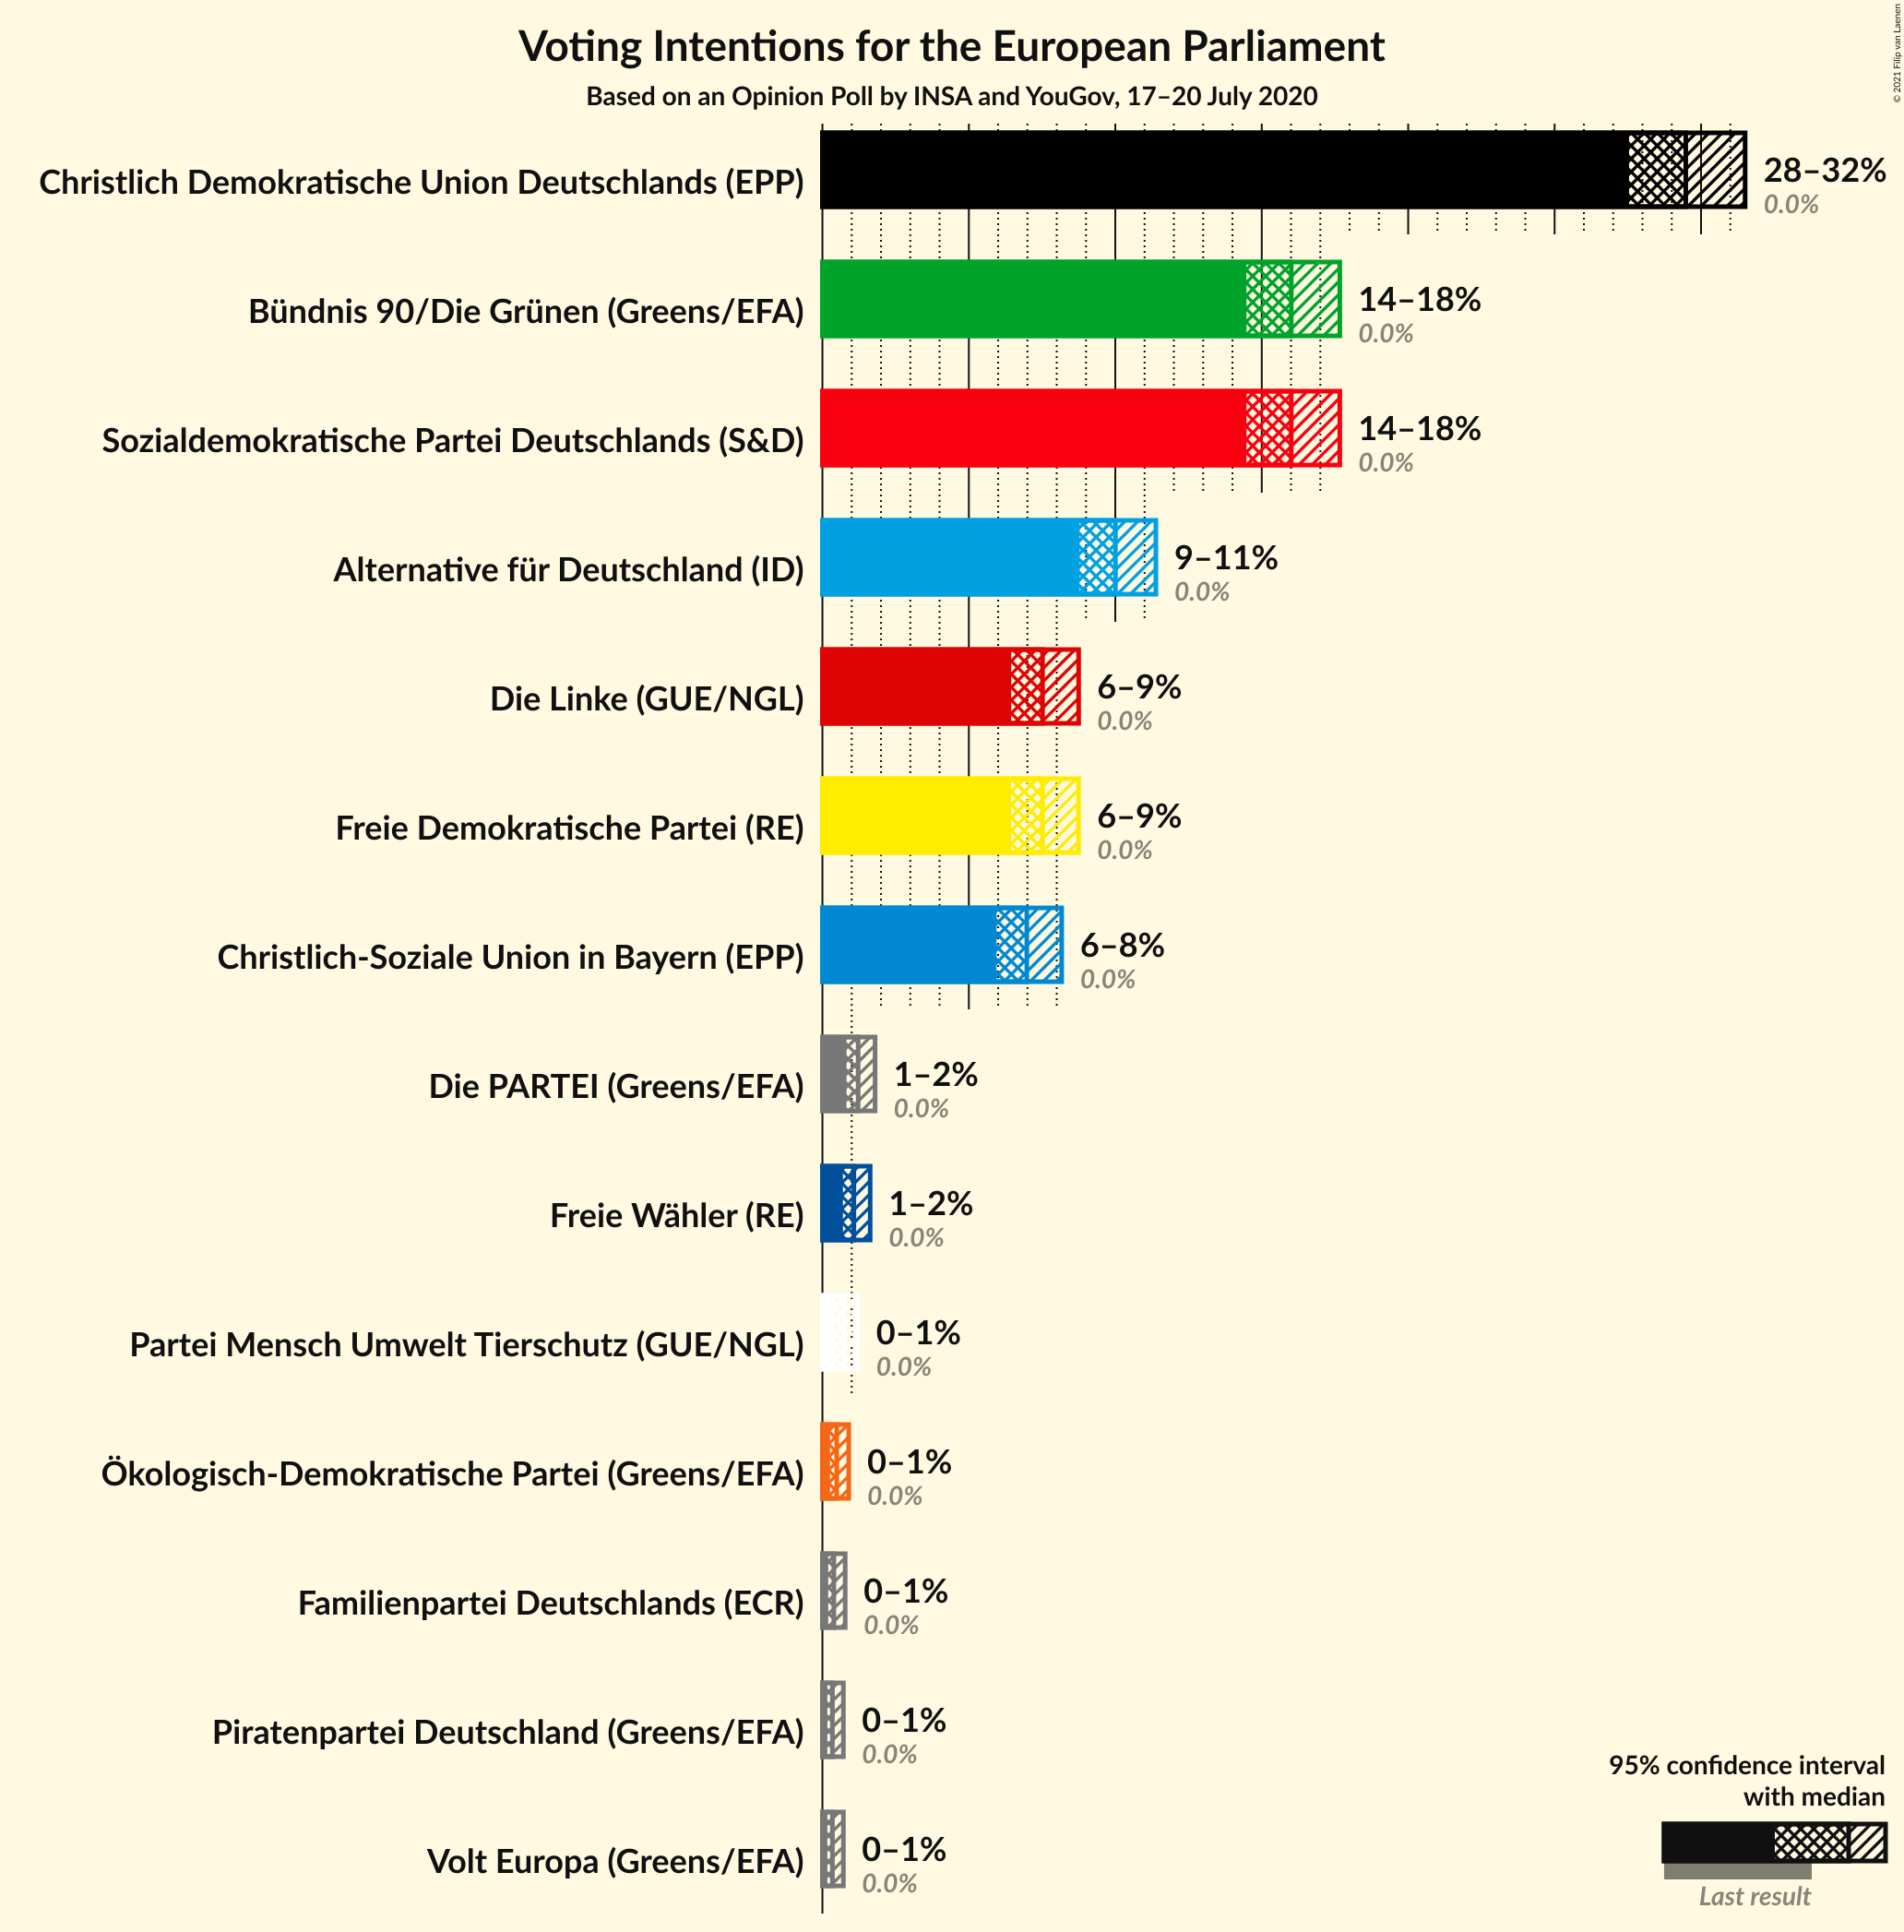 Voting Intentions for the European Parliament
Based on an Opinion Poll by INSA and YouGov, 17–20 July 2020
© 2021 Filip van Laenen
Christlich Demokratische Union Deutschlands (EPP)
28–32%
0.0%
Bündnis 90/Die Grünen (Greens/EFA)
14–18%
0.0%
Sozialdemokratische Partei Deutschlands (S&D)
14–18%
0.0%
Alternative für Deutschland (ID)
9–11%
0.0%
Die Linke (GUE/NGL)
6–9%
0.0%
Freie Demokratische Partei (RE)
6–9%
0.0%
Christlich-Soziale Union in Bayern (EPP)
6–8%
0.0%
Die PARTEI (Greens/EFA)
1–2%
0.0%
Freie Wähler (RE)
1–2%
0.0%
Partei Mensch Umwelt Tierschutz (GUE/NGL)
0–1%
0.0%
Ökologisch-Demokratische Partei (Greens/EFA)
0–1%
0.0%
Familienpartei Deutschlands (ECR)
0–1%
0.0%
Piratenpartei Deutschland (Greens/EFA)
0–1%
0.0%
Volt Europa (Greens/EFA)
0–1%
0.0%
95% confidence interval
with median
Last result